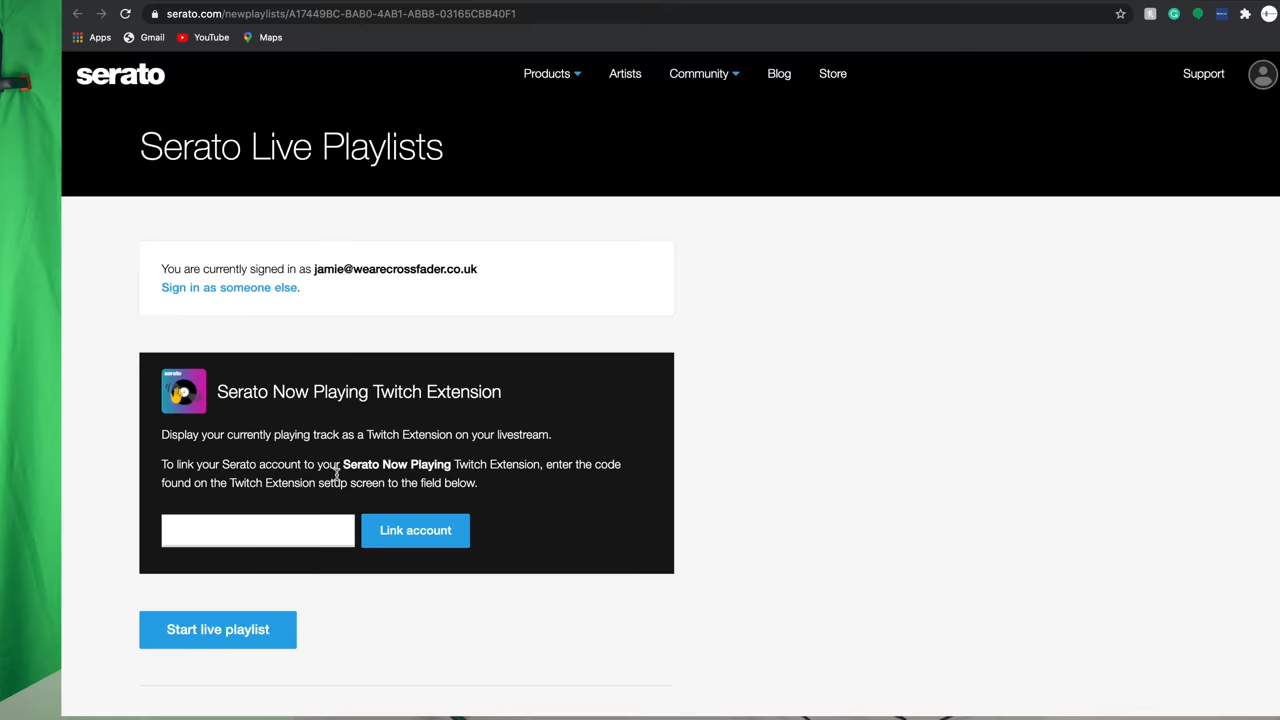 serato.com/newplaylists/A17449BC-BAB0-4AB1-ABB8-03165CBB40F1
Apps Gmail YouTube Maps
serato Products Artists Community Blog Store Support
Serato Live Playlists
You are currently signed in as jamie@wearecrossfader.co.uk
Sign in as someone else.
serato
Serato Now Playing Twitch Extension
Display your currently playing track as a Twitch Extension on your livestream.
To link your Serato account to your Serato Now Playing Twitch Extension, enter the code
found on the Twitch Extension setup screen to the field below.
Link account
Start live playlist